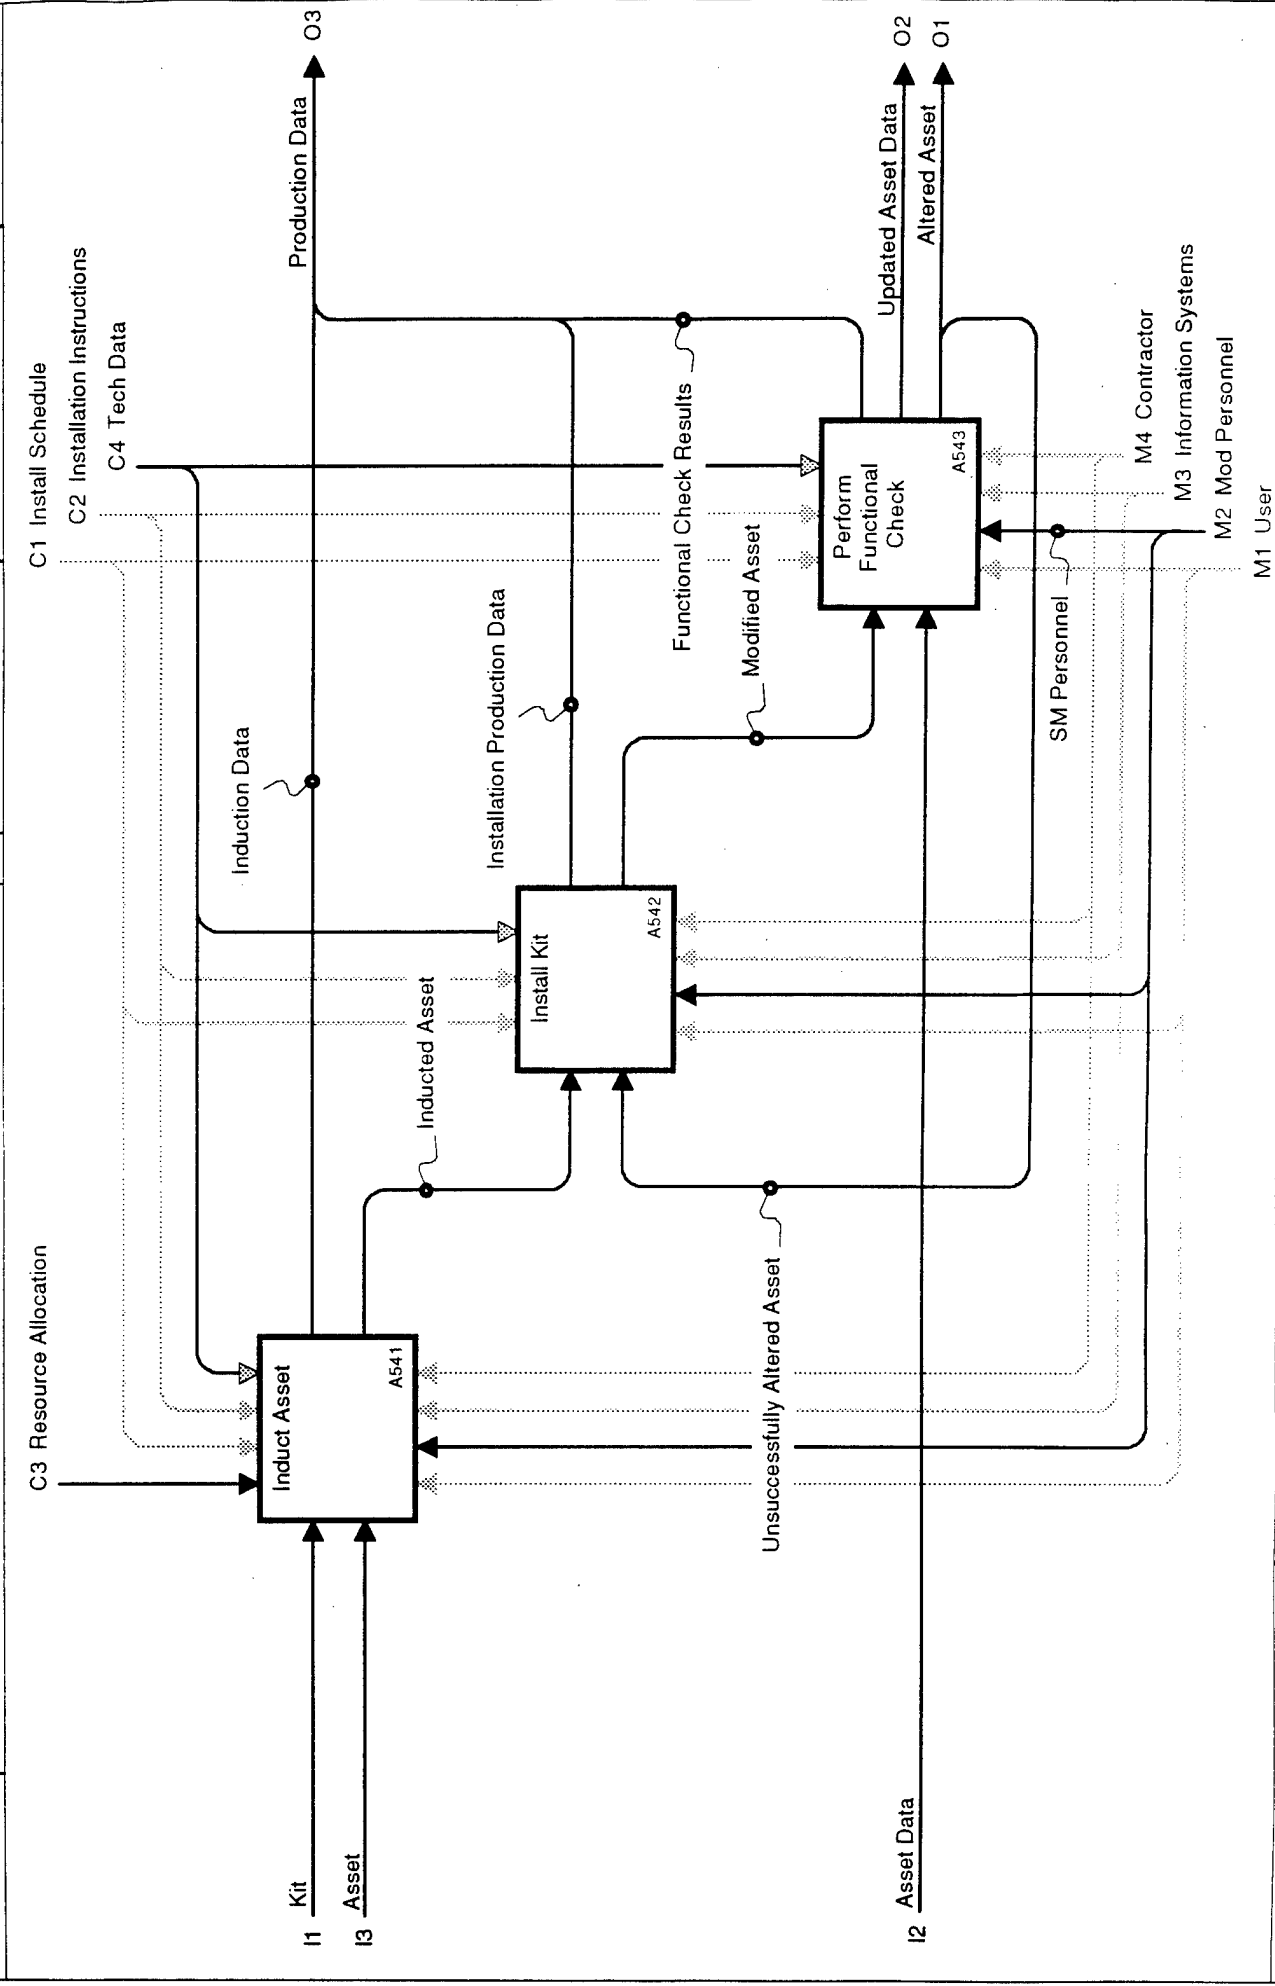 C1 Install Schedule
C2 Installation Instructions
C4 Tech Data
C3 Resource Allocation
Production Data
O3
Induction Data
Induct Asset
A541
I1
Kit
I3
Asset
Inducted Asset
Installation Production Data
Install Kit
A542
Functional Check Results
Modified Asset
Unsuccessfully Altered Asset
Perform
Functional
Check
A543
Updated Asset Data
O2
Altered Asset
O1
I2
Asset Data
SM Personnel
M4 Contractor
M3 Information Systems
M2 Mod Personnel
M1 User